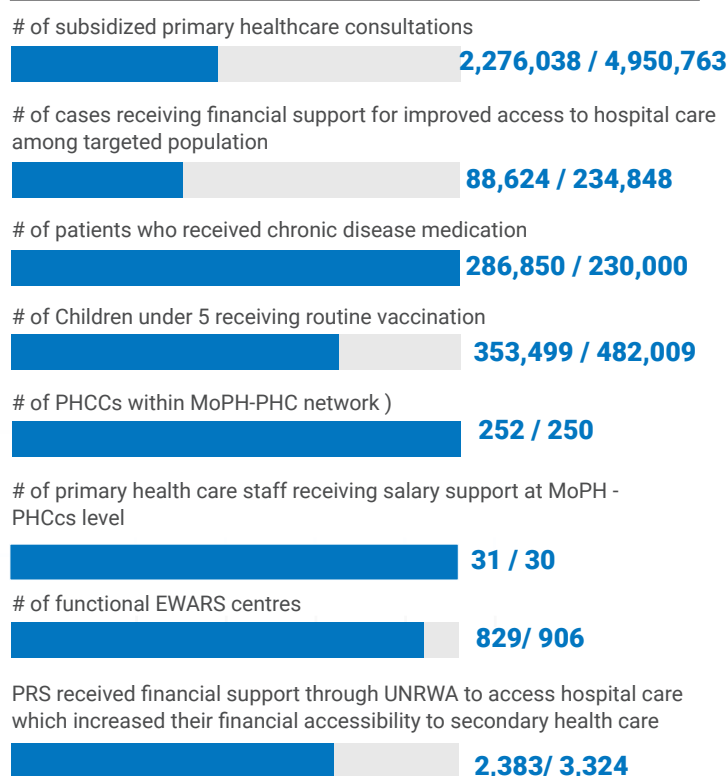 # of subsidized primary healthcare consultations
2,276,038 / 4,950,763
# of cases receiving financial support for improved access to hospital care
among targeted population
88,624 / 234,848
# of patients who received chronic disease medication
286,850 / 230,000
# of Children under 5 receiving routine vaccination
353,499 / 482,009
# of PHCCs within MoPH-PHC network )
252 / 250
# of primary health care staff receiving salary support at MoPH -
PHCcs level
31 / 30
# of functional EWARS centres
829/ 906
PRS received financial support through UNRWA to access hospital care
which increased their financial accessibility to secondary health care
2,383/ 3,324